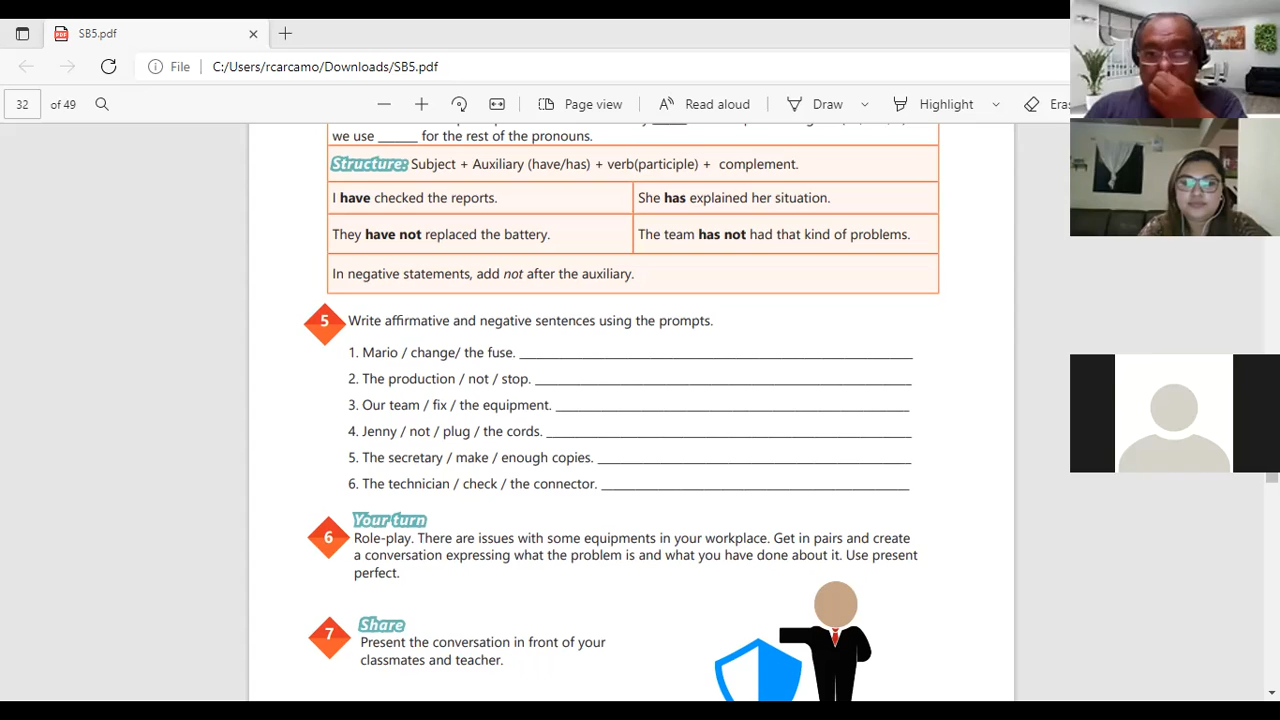 SB5.pdf
File C:/Users/rcarcamo/Downloads/SB5.pdf
32 of 49 Page view Read aloud Draw Highlight Eras
we use ______ for the rest of the pronouns.
Structure: Subject + Auxiliary (have/has) + verb(participle) + complement.
I have checked the reports. She has explained her situation.
They have not replaced the battery. The team has not had that kind of problems.
In negative statements, add not after the auxiliary.
5 Write affirmative and negative sentences using the prompts.
1. Mario / change/ the fuse. ______
2. The production / not / stop. ______
3. Our team / fix / the equipment. ______
4. Jenny / not / plug / the cords. ______
5. The secretary / make / enough copies. ______
6. The technician / check / the connector. ______
Your turn
6 Role-play. There are issues with some equipments in your workplace. Get in pairs and create
a conversation expressing what the problem is and what you have done about it. Use present
perfect.
Share
7 Present the conversation in front of your
classmates and teacher.